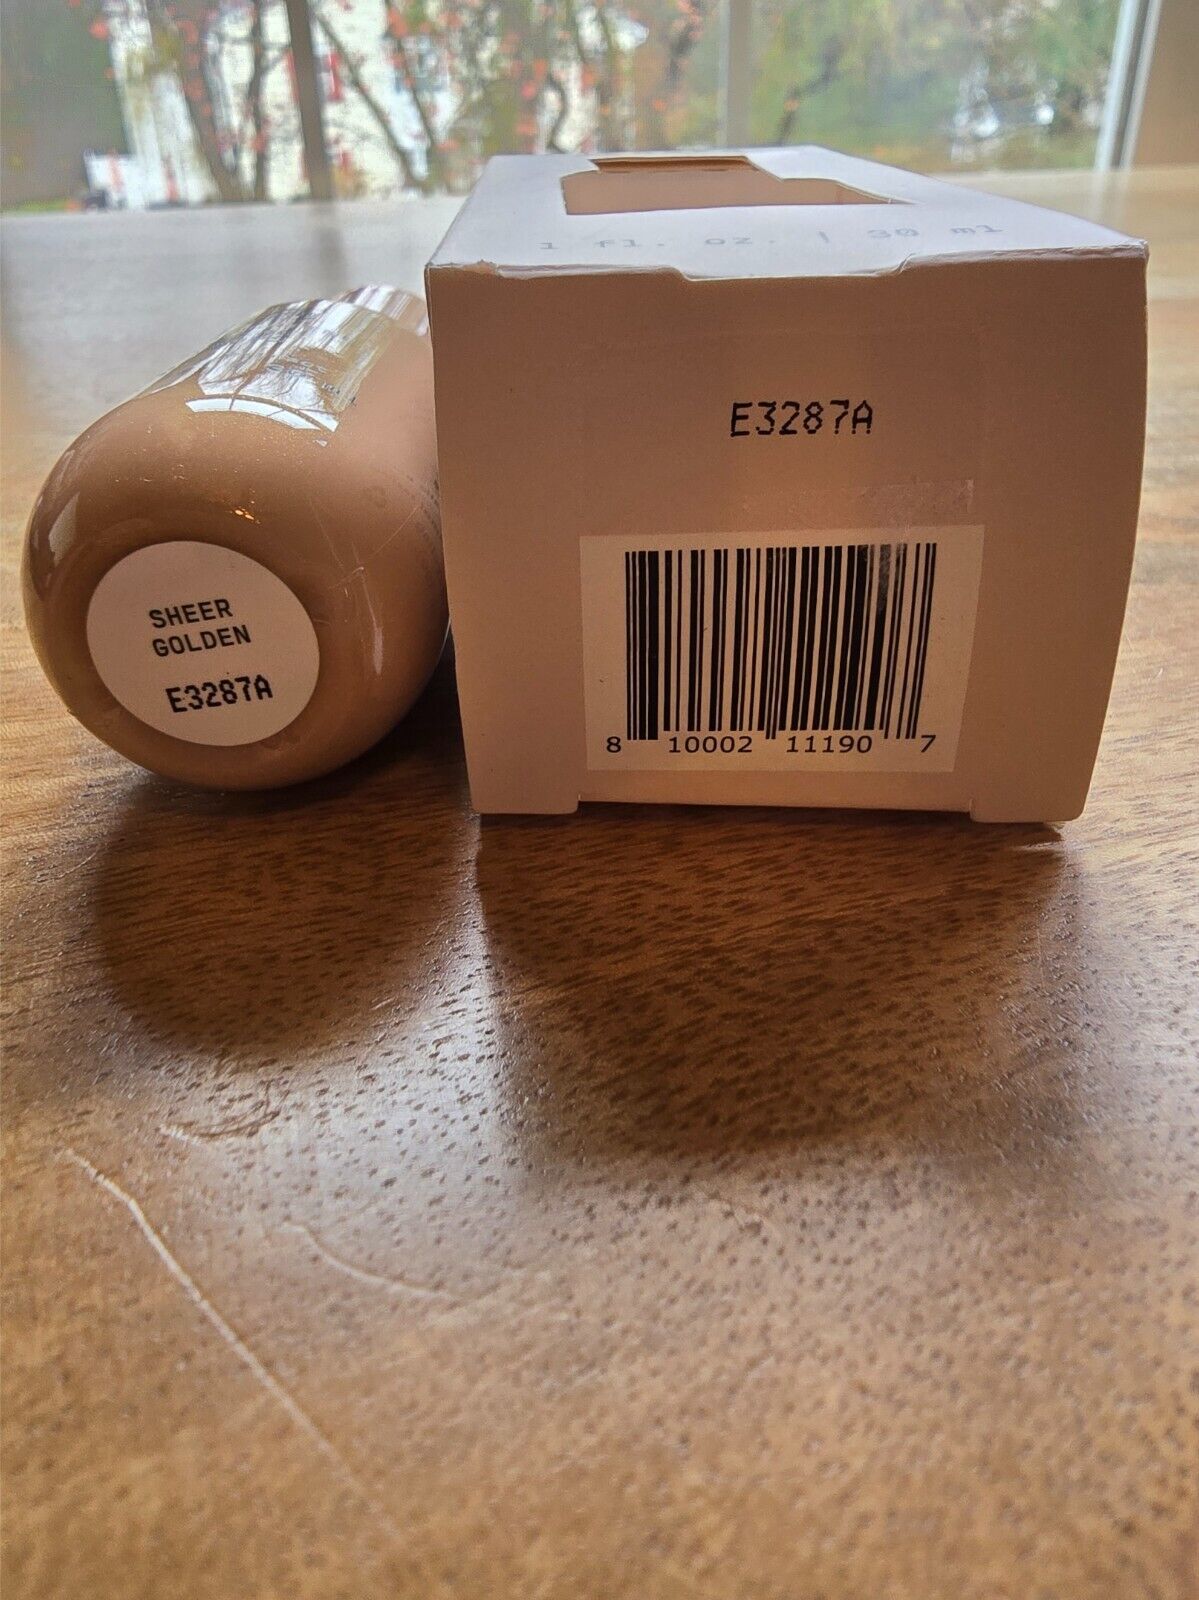 1 fl. oz. | 30 ml
E3287A
SHEER
GOLDEN
E3287A
8 10002 11190 7